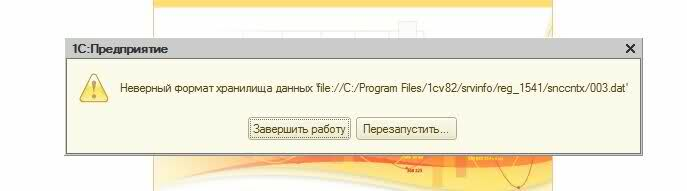 1С:Предприятие
Неверный формат хранилища данных 'file://C:/Program Files/1cv82/srvinfo/reg_1541/snccntx/003.dat'
Завершить работу Перезапустить...